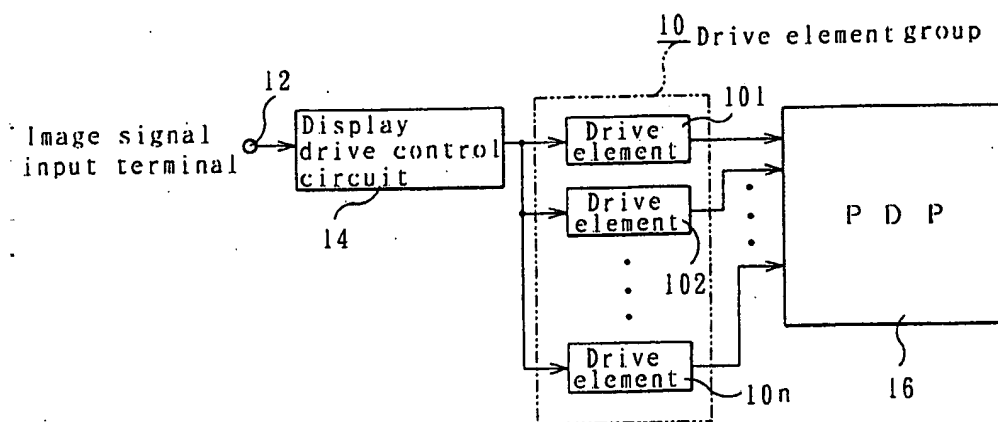 10 Drive element group
12
101
Image signal
input terminal
Display
drive control
circuit
Drive
element
14
Drive
element
102
P D P
Drive
element
10n
16